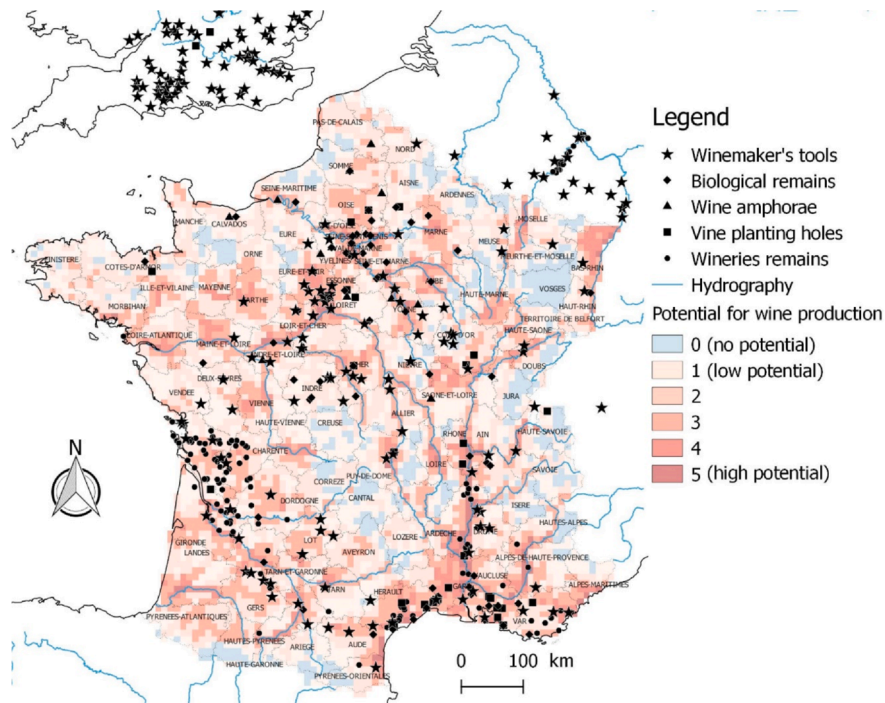 PAS-DE-CALAIS
NORD
SOMME
AISNE
SEINE-MARITIME
ARDENNES
OISE
MANCHE
CALVADOS
EURE
MARNE
MEUSE
MOSELLE
MEURTHE-ET-MOSELLE
BAS-RHIN
FINISTERE
COTES-D'ARMOR
ORNE
YVELINES
SEINE-ET-MARNE
ESSONNE
EURE-ET-LOIR
AUBE
VOSGES
HAUT-RHIN
ILLE-ET-VILAINE
MAYENNE
SARTHE
LOIRET
HAUTE-MARNE
MORBIHAN
YONNE
TERRITOIRE DE BELFORT
LOIR-ET-CHER
HAUTE-SAONE
LOIRE-ATLANTIQUE
MAINE-ET-LOIRE
COTE-D'OR
INDRE-ET-LOIRE
CHER
NIEVRE
DOUBS
DEUX-SEVRES
INDRE
SAONE-ET-LOIRE
JURA
VENDEE
VIENNE
ALLIER
HAUTE-VIENNE
CREUSE
RHONE
AIN
HAUTE-SAVOIE
CHARENTE
PUY-DE-DOME
LOIRE
SAVOIE
CORREZE
DORDOGNE
CANTAL
ISERE
HAUTES-ALPES
GIRONDE
LOT
LOZERE
ARDECHE
DROME
LANDES
AVEYRON
ALPES-DE-HAUTE-PROVENCE
TARN-ET-GARONNE
GARD
VAUCLUSE
ALPES-MARITIMES
GERS
TARN
HERAULT
VAR
PYRENEES-ATLANTIQUES
HAUTES-PYRENEES
AUDE
ARIEGE
HAUTE-GARONNE
PYRENEES-ORIENTALES
N
0 100 km
Legend
Winemaker's tools
Biological remains
Wine amphorae
Vine planting holes
Wineries remains
Hydrography
Potential for wine production
0 (no potential)
1 (low potential)
2
3
4
5 (high potential)